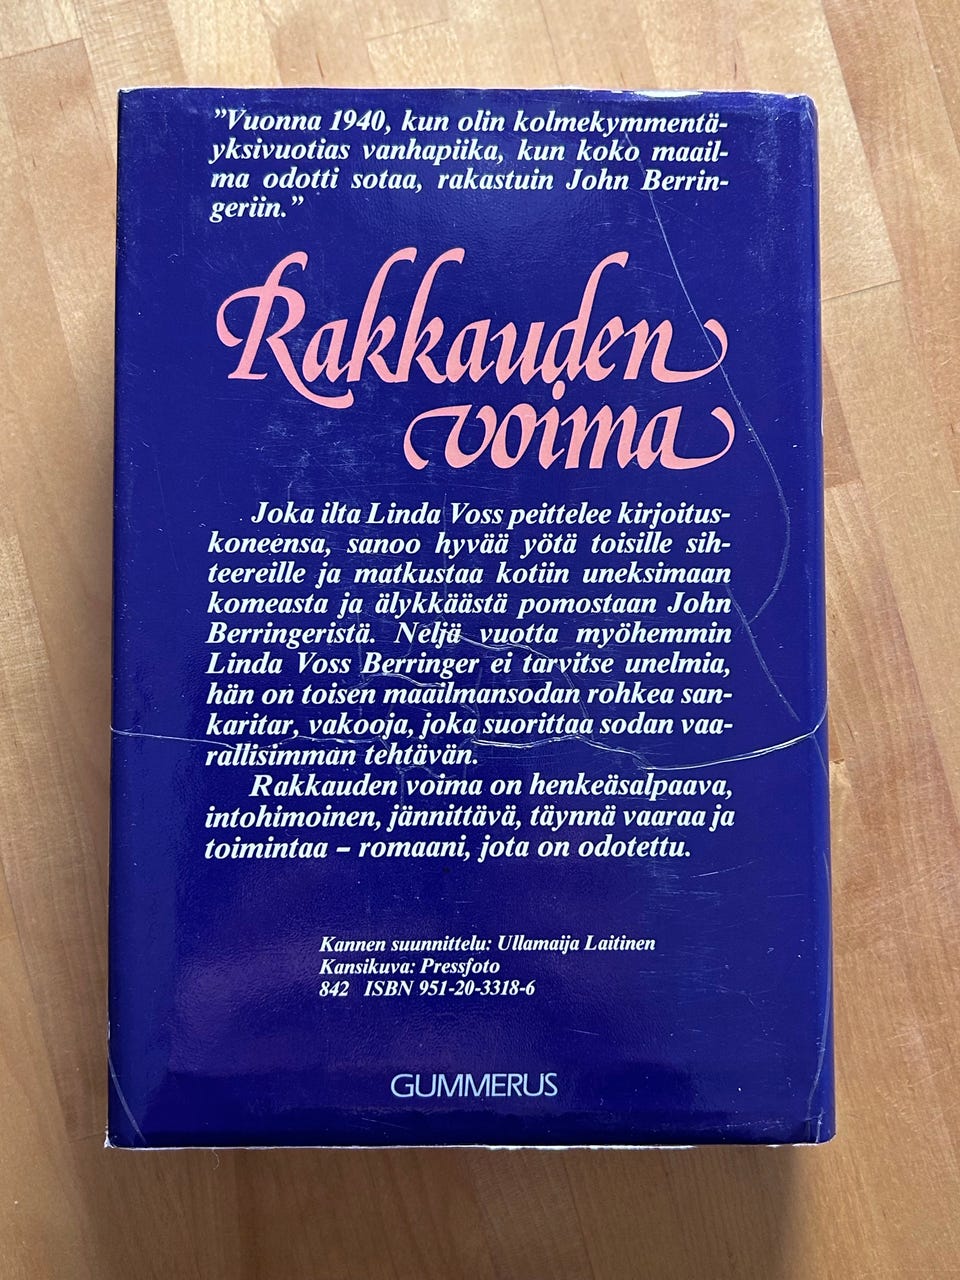 ”Vuonna 1940, kun olin kolmekymmentä-
yksivuotias vanhapiika, kun koko maail-
ma odotti sotaa, rakastuin John Berrin-
geriin.”
Rakkauden
voima
Joka ilta Linda Voss peittelee kirjoitus-
koneensa, sanoo hyvää yötä toisille sih-
teereille ja matkustaa kotiin uneksimaan
komeasta ja älykkäästä pomostaan John
Berringeristä. Neljä vuotta myöhemmin
Linda Voss Berringer ei tarvitse unelmia,
hän on toisen maailmansodan rohkea san-
karitar, vakooja, joka suorittaa sodan vaa-
rallisimman tehtävän.
Rakkauden voima on henkeäsalpaava,
intohimoinen, jännittävä, täynnä vaaraa ja
toimintaa – romaani, jota on odotettu.
Kannen suunnittelu: Ullamaija Laitinen
Kansikuva: Pressfoto
842 ISBN 951-20-3318-6
GUMMERUS